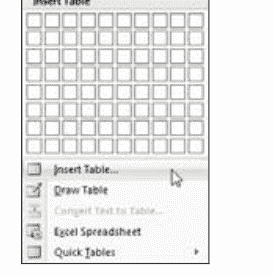 Insert Table
Insert Table...
Draw Table
Convert Text to Table...
Excel Spreadsheet
Quick Tables